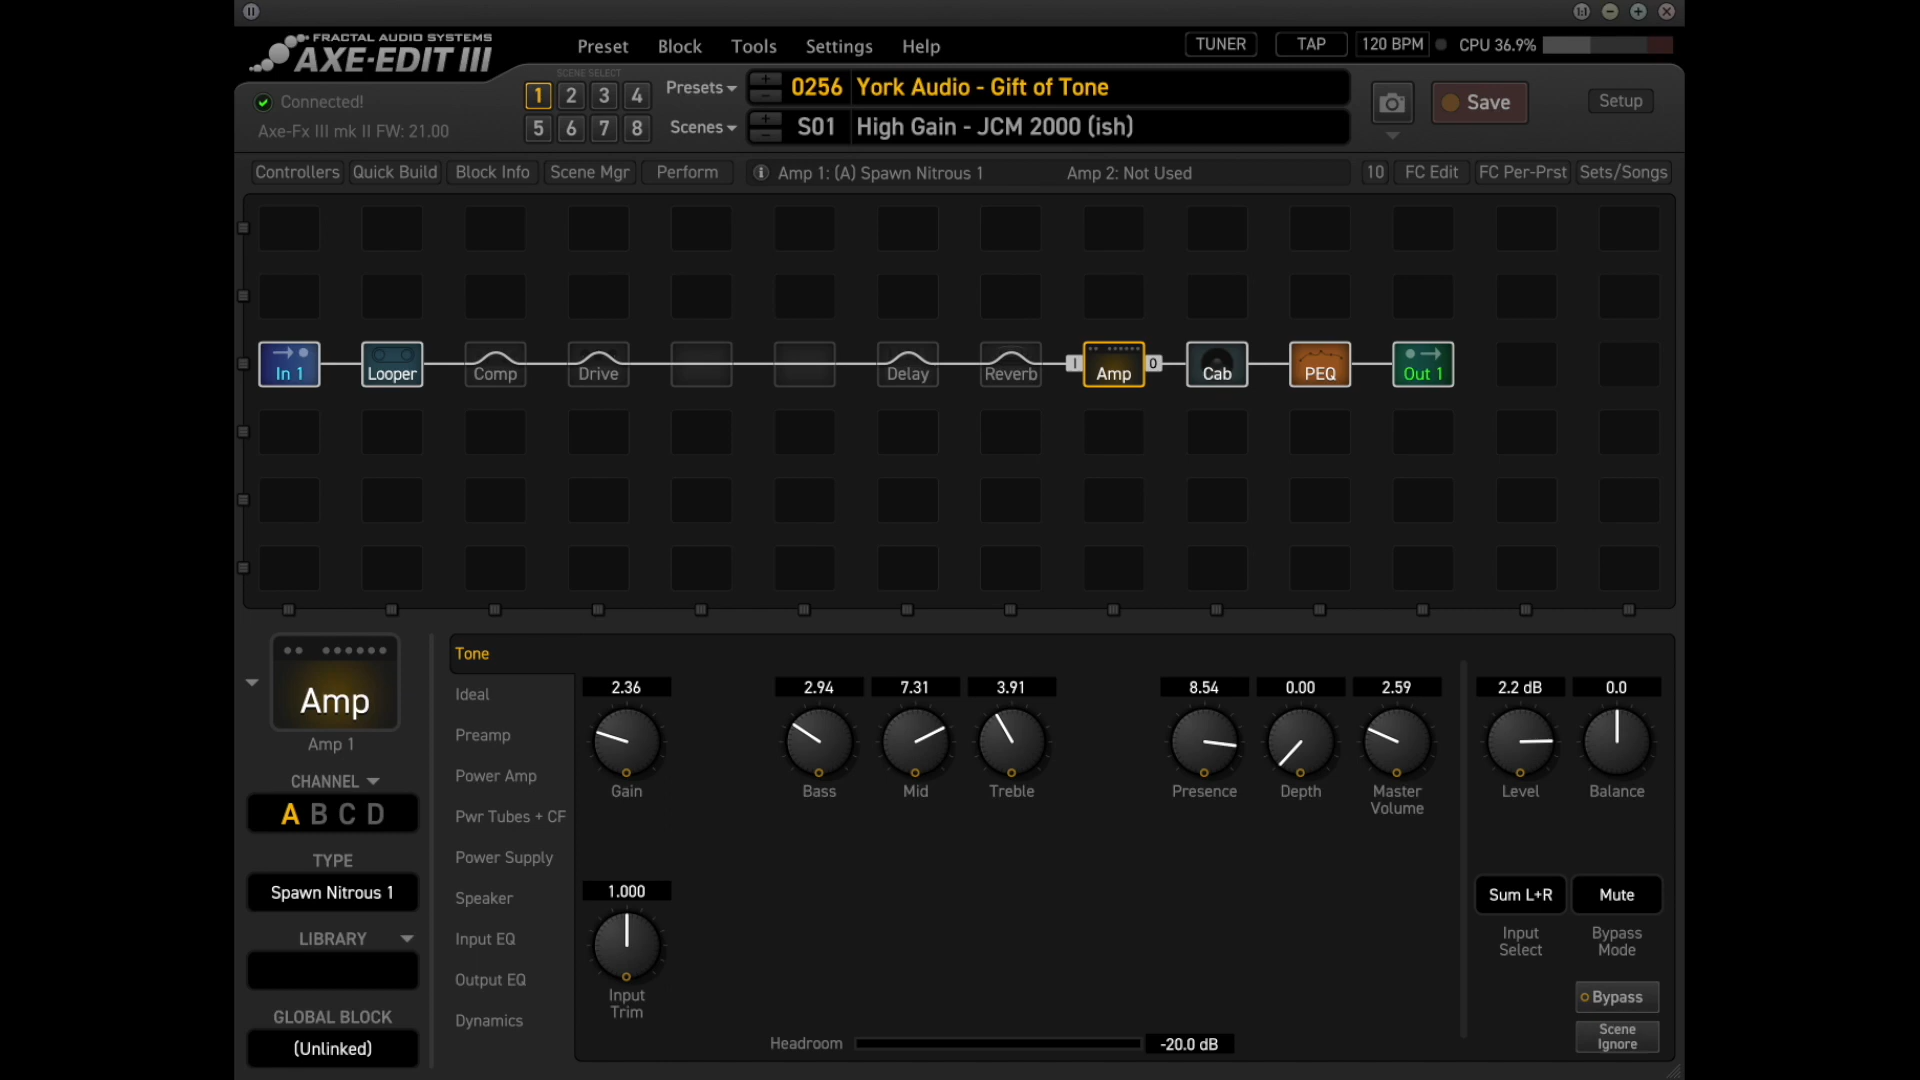 FRACTAL AUDIO SYSTEMS
AXE-EDIT III
Preset Block Tools Settings Help
TUNER TAP 120 BPM CPU 36.9%
SCENE SELECT
Connected!
Axe-Fx III mk II FW: 21.00
1 2 3 4
5 6 7 8
Presets 0256 York Audio - Gift of Tone
Scenes S01 High Gain - JCM 2000 (ish)
Save
Setup
Controllers Quick Build Block Info Scene Mgr Perform Amp 1: (A) Spawn Nitrous 1 Amp 2: Not Used 10 FC Edit FC Per-Prst Sets/Songs
In 1 Looper Comp Drive Delay Reverb I Amp O Cab PEQ Out 1
Amp
Amp 1
CHANNEL
A B C D
TYPE
Spawn Nitrous 1
LIBRARY
GLOBAL BLOCK
(Unlinked)
Tone
Ideal
Preamp
Power Amp
Pwr Tubes + CF
Power Supply
Speaker
Input EQ
Output EQ
Dynamics
2.36 2.94 7.31 3.91 8.54 0.00 2.59 2.2 dB 0.0
Gain Bass Mid Treble Presence Depth Master Volume Level Balance
1.000
Input Trim
Sum L+R Mute
Input Select Bypass Mode
Bypass
Scene Ignore
Headroom -20.0 dB